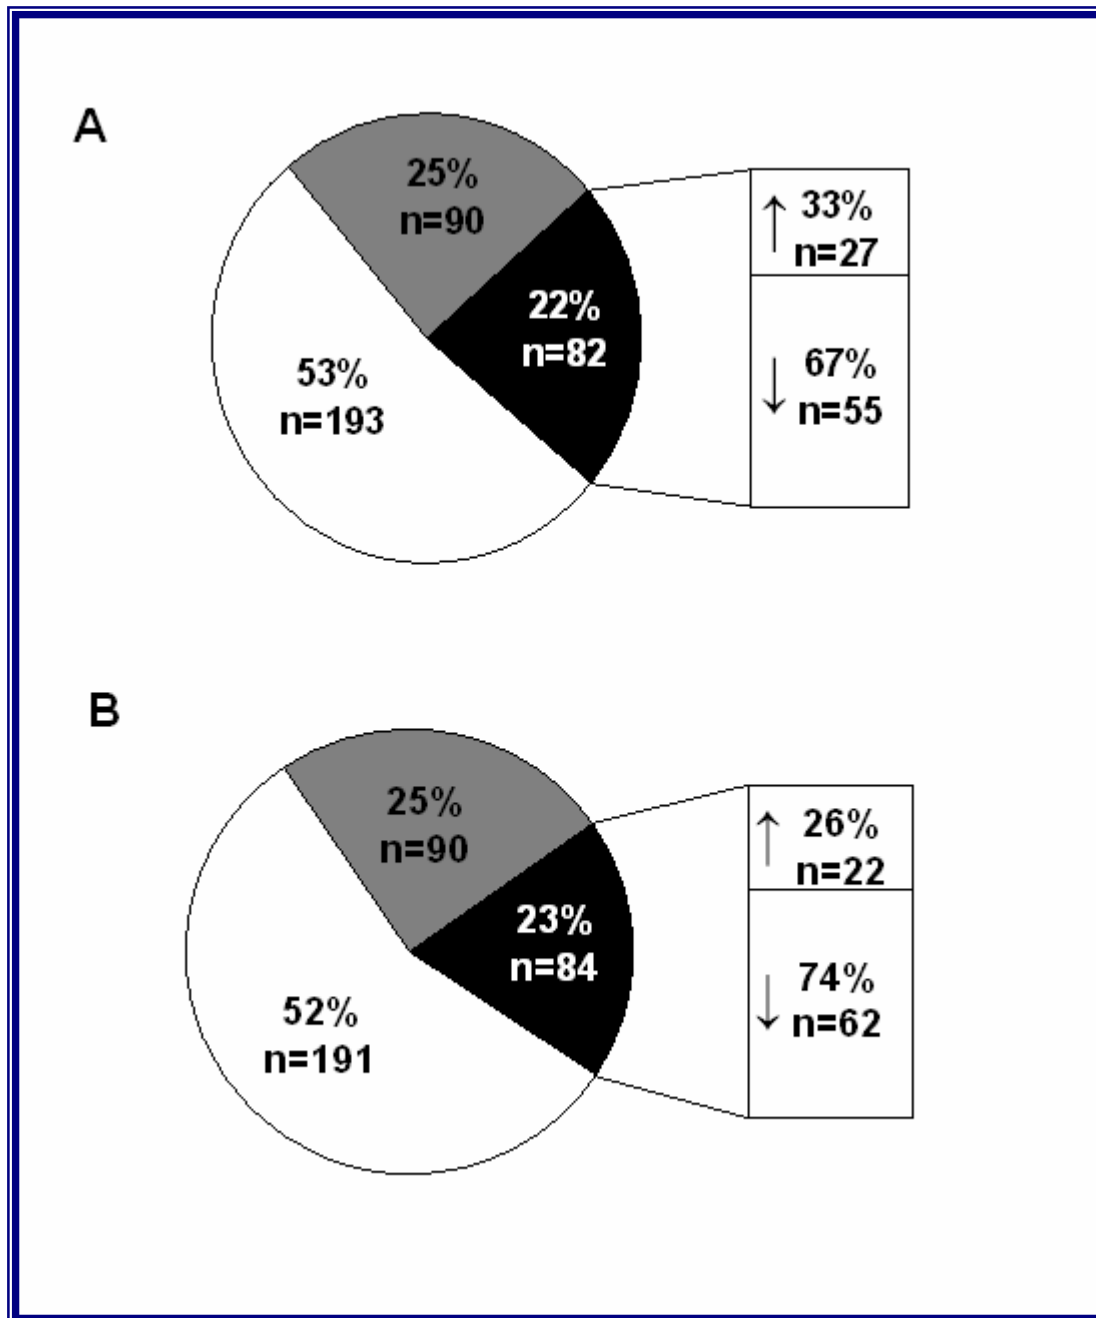 A
25%
n=90
22%
n=82
53%
n=193
↑ 33%
n=27
↓ 67%
n=55
B
25%
n=90
23%
n=84
52%
n=191
↑ 26%
n=22
↓ 74%
n=62